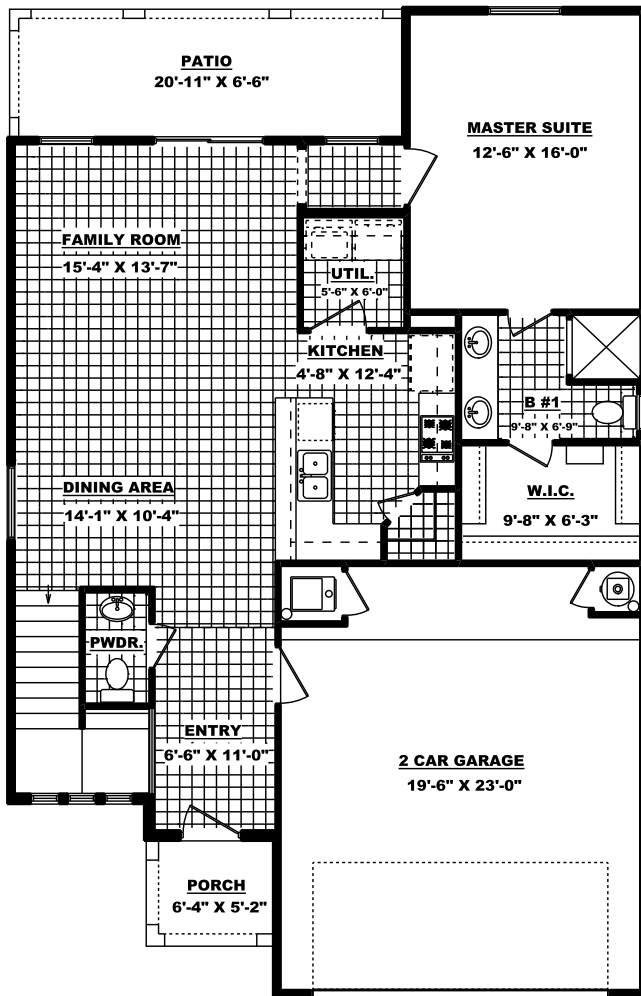 PATIO
20'-11" X 6'-6"
MASTER SUITE
12'-6" X 16'-0"
FAMILY ROOM
15'-4" X 13'-7"
UTIL.
5'-6" X 6'-0"
KITCHEN
4'-8" X 12'-4"
B #1
9'-8" X 6'-9"
DINING AREA
14'-1" X 10'-4"
W.I.C.
9'-8" X 6'-3"
PWDR.
ENTRY
6'-6" X 11'-0"
2 CAR GARAGE
19'-6" X 23'-0"
PORCH
6'-4" X 5'-2"